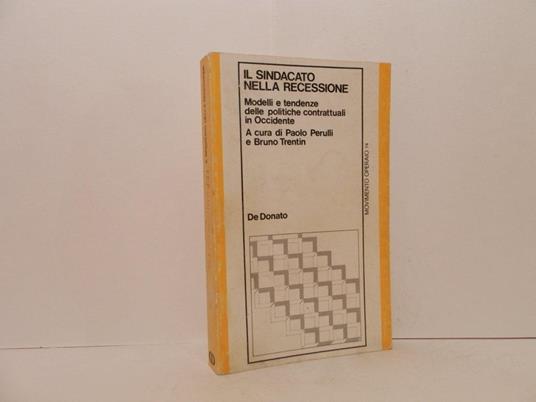 IL SINDACATO
NELLA RECESSIONE
Modelli e tendenze
delle politiche contrattuali
in Occidente
A cura di Paolo Perulli
e Bruno Trentin
De Donato
MOVIMENTO OPERAIO